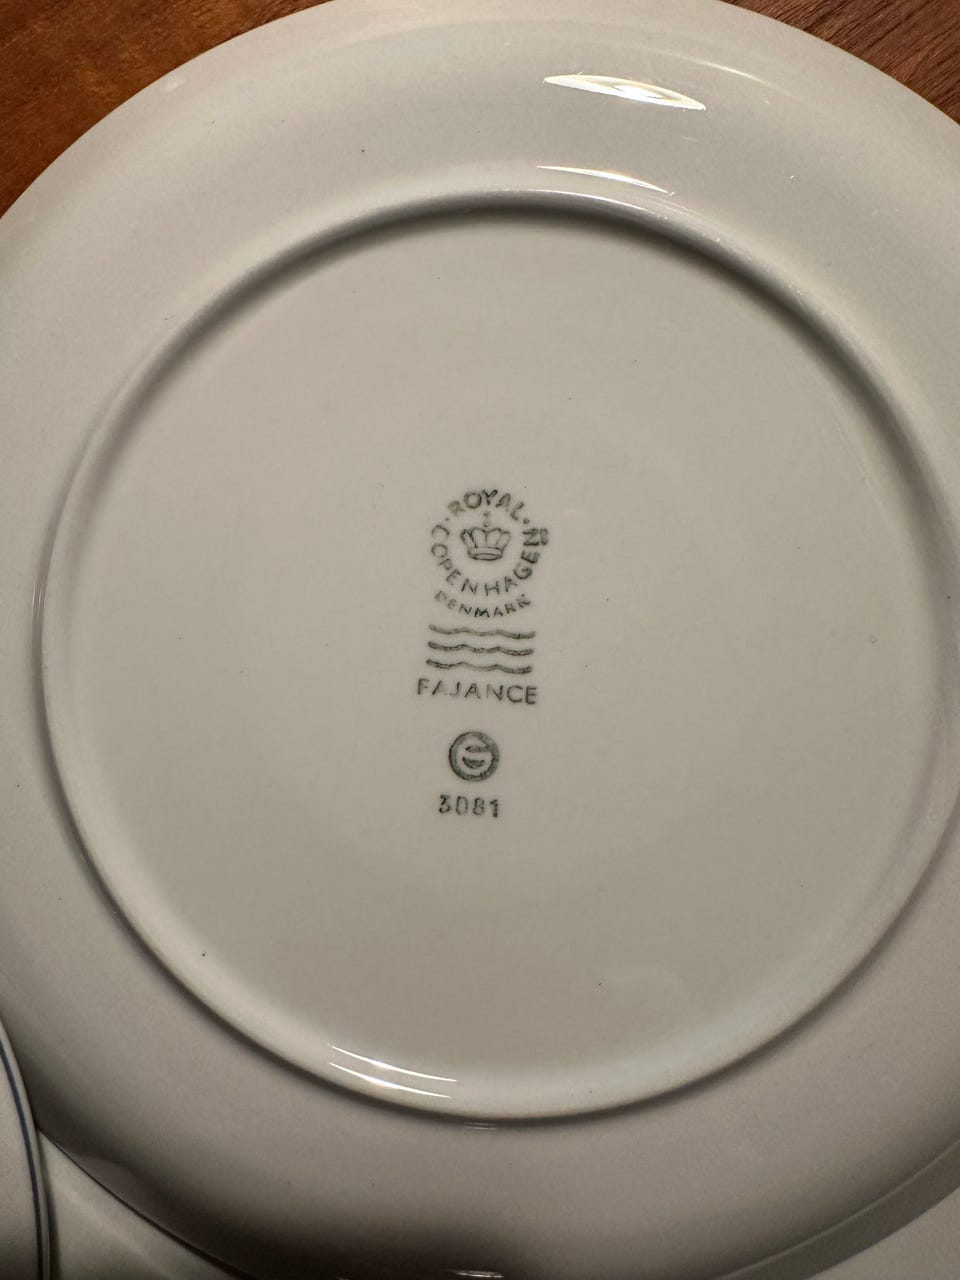 ROYAL
COPENHAGEN
DENMARK
FAJANCE
3081